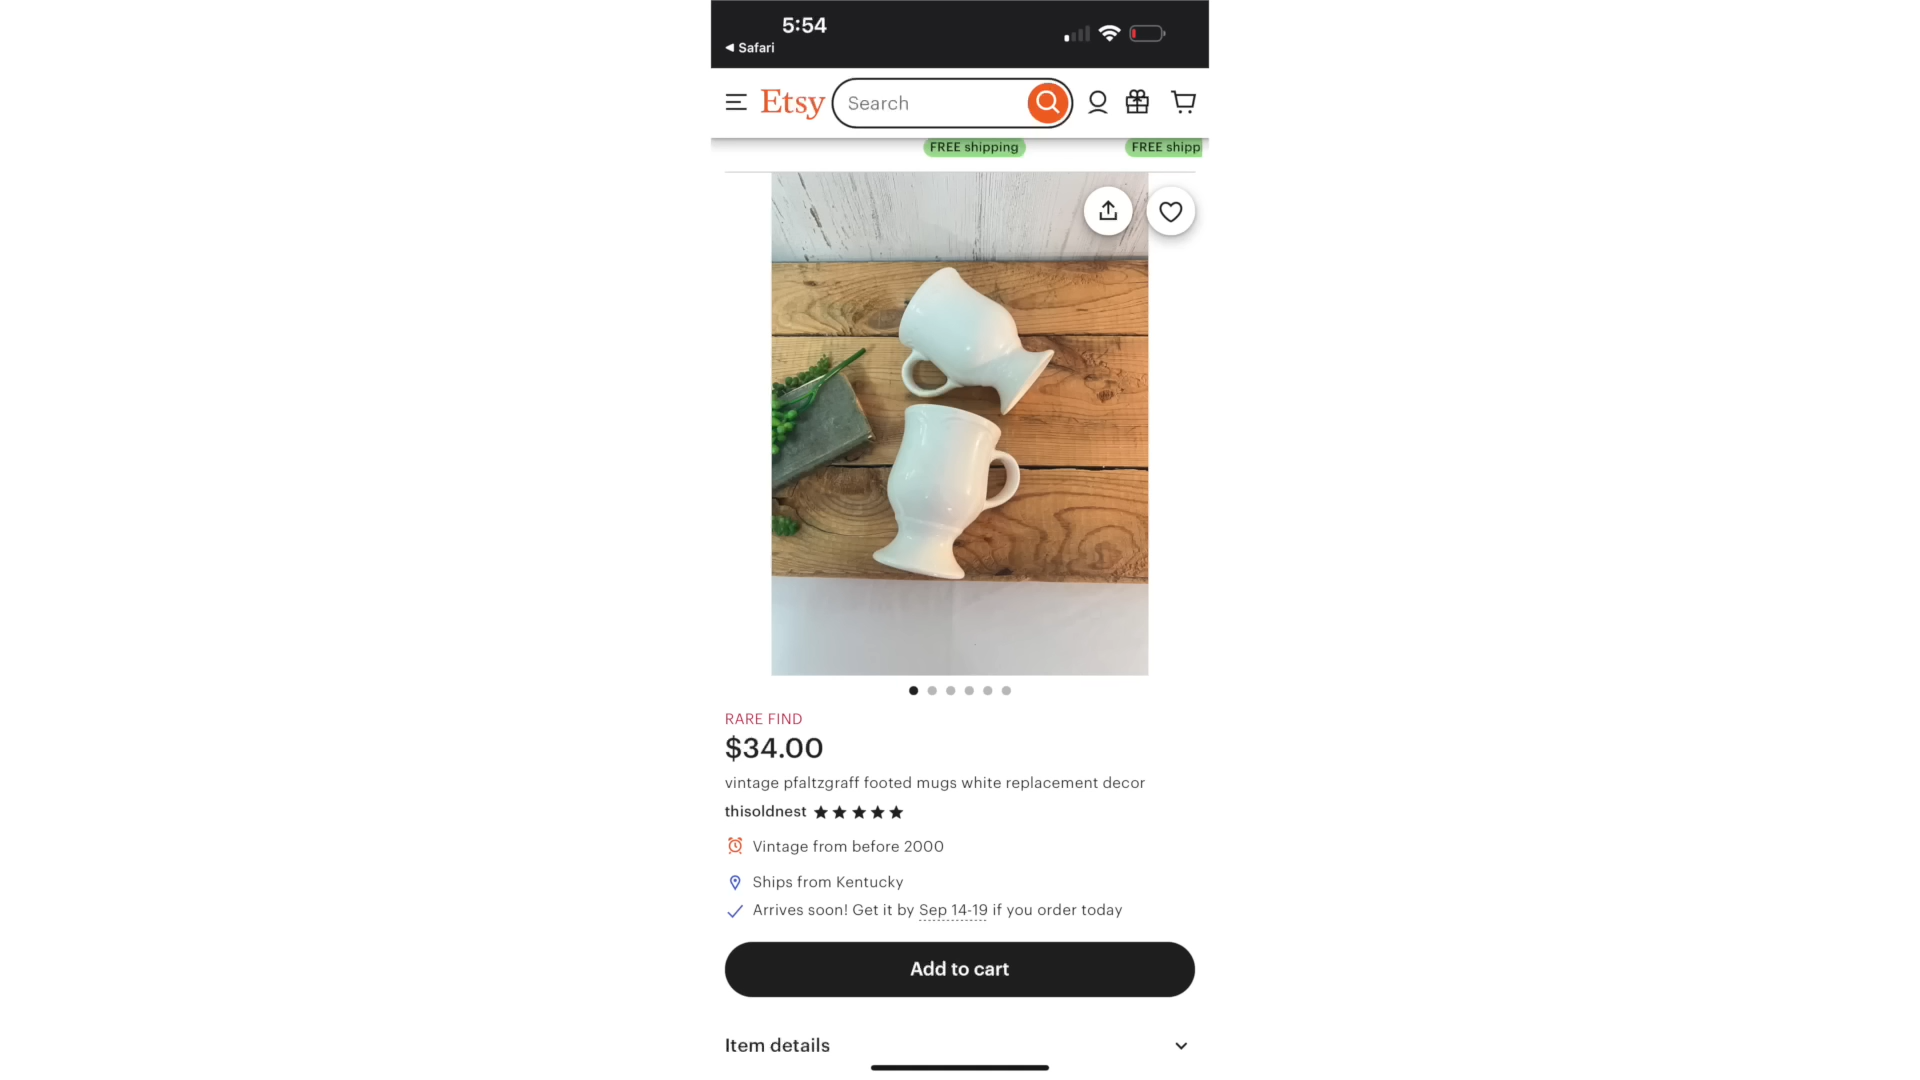 5:54
Safari
Etsy
Search
FREE shipping
FREE shipp
RARE FIND
$34.00
vintage pfaltzgraff footed mugs white replacement decor
thisoldnest
Vintage from before 2000
Ships from Kentucky
Arrives soon! Get it by Sep 14-19 if you order today
Add to cart
Item details